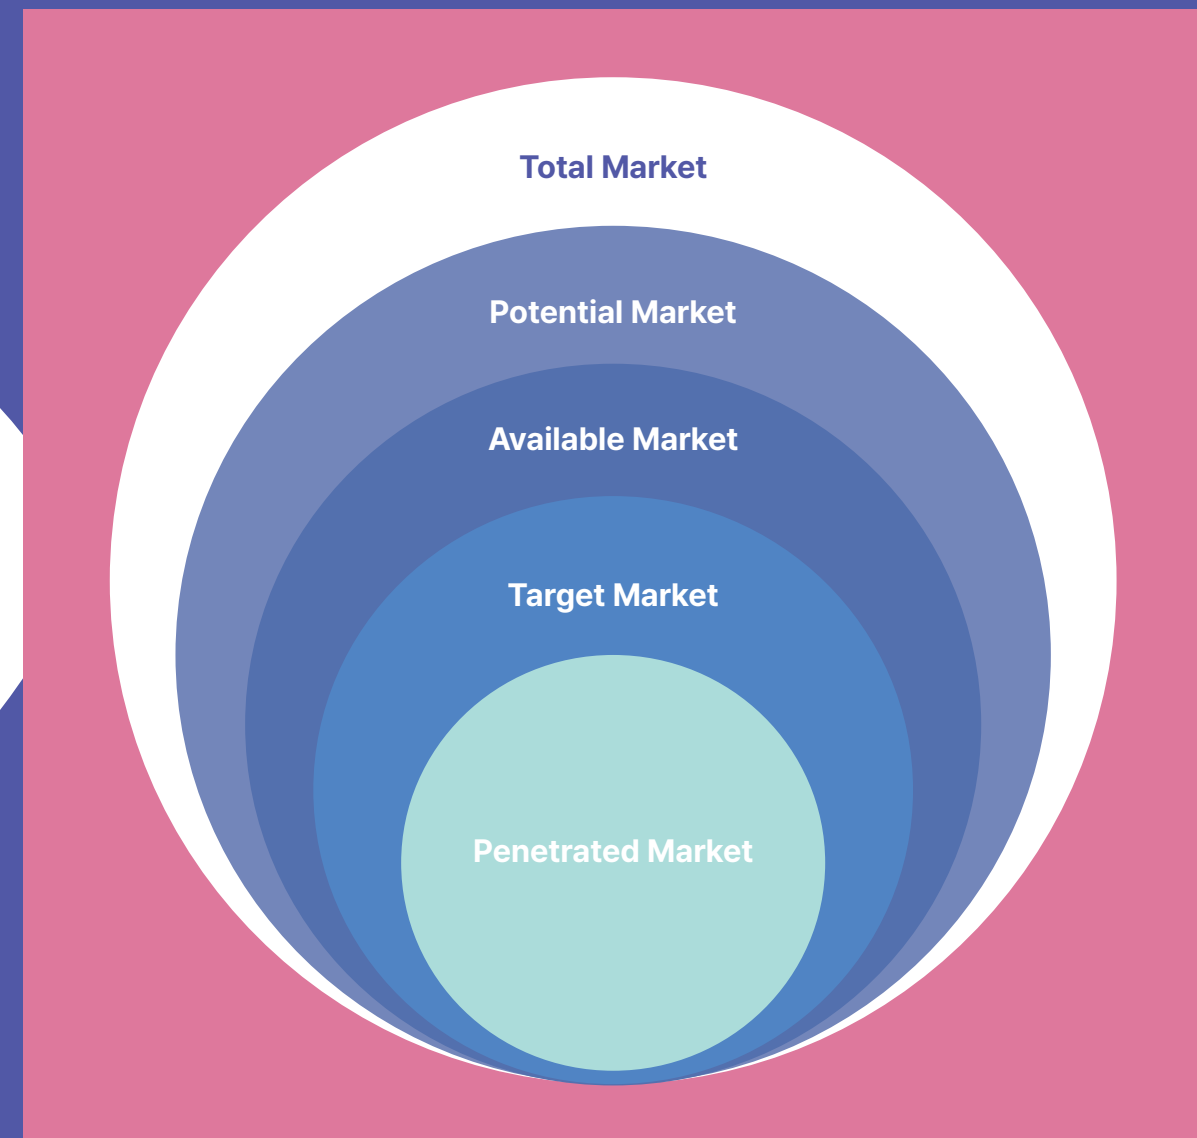 Total Market
Potential Market
Available Market
Target Market
Penetrated Market